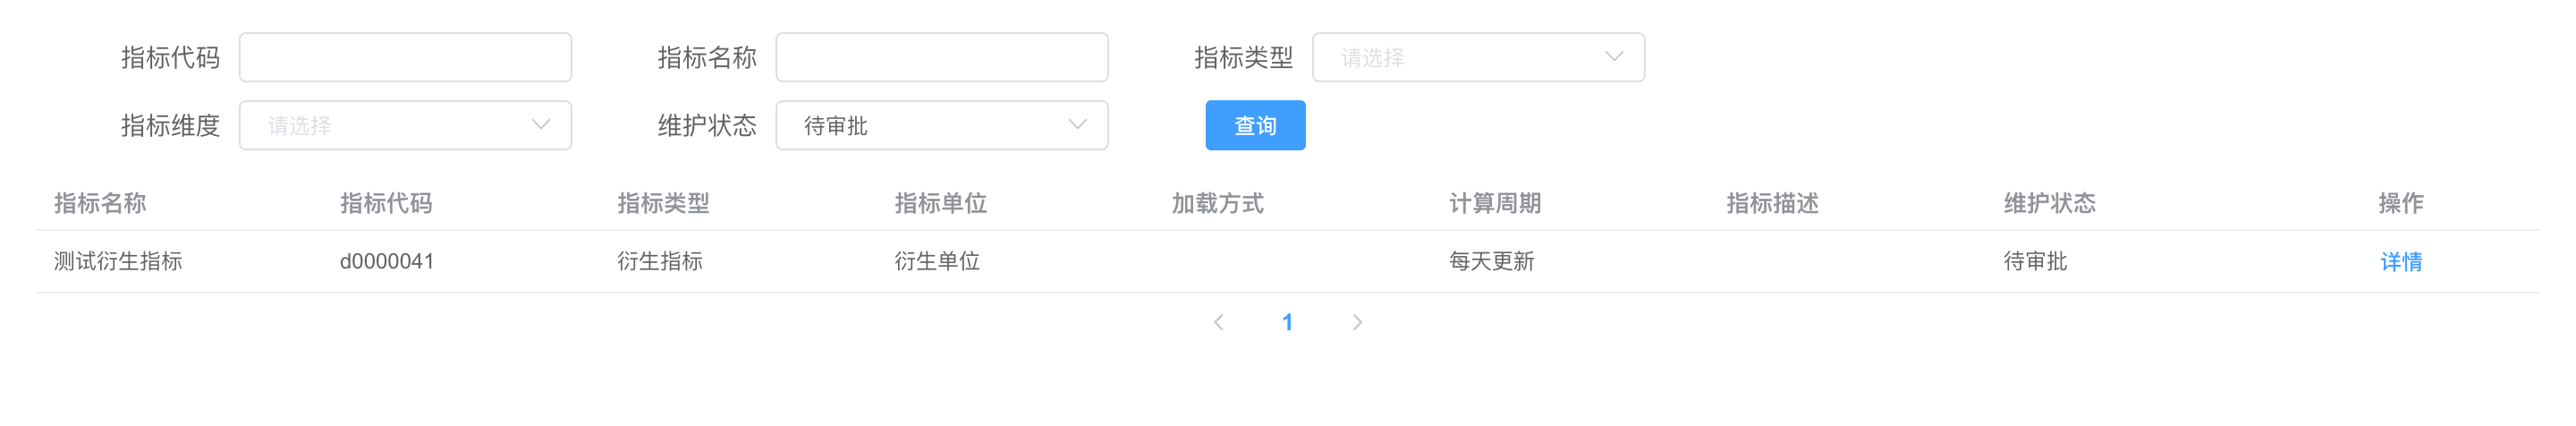 指标代码 指标名称 指标类型 请选择
指标维度 请选择 维护状态 待审批 查询
指标名称 指标代码 指标类型 指标单位 加载方式 计算周期 指标描述 维护状态 操作
测试衍生指标 d0000041 衍生指标 衍生单位 每天更新 待审批 详情
1